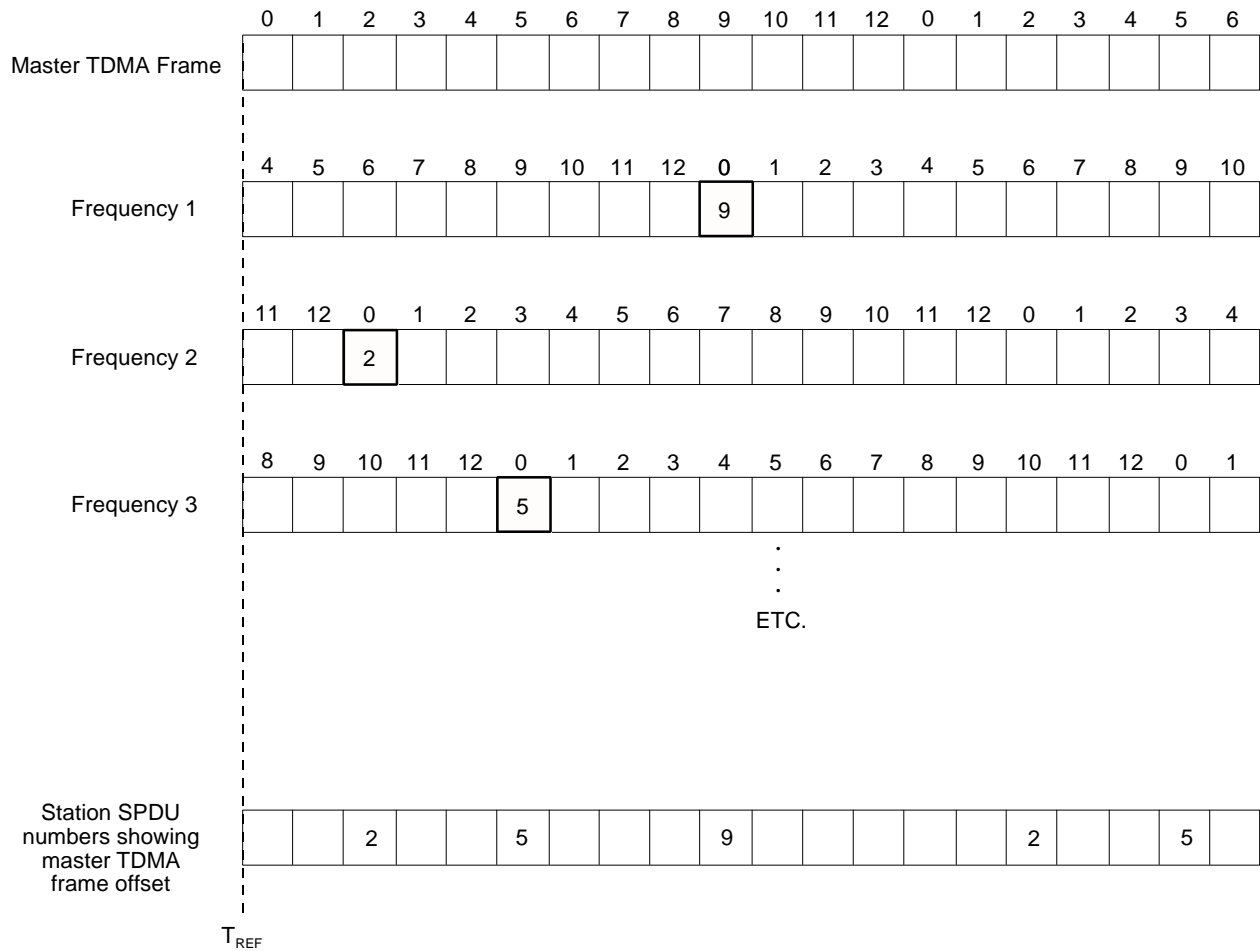 0 1 2 3 4 5 6 7 8 9 10 11 12 0 1 2 3 4 5 6
Master TDMA Frame
4 5 6 7 8 9 10 11 12 0 1 2 3 4 5 6 7 8 9 10
Frequency 1
9
11 12 0 1 2 3 4 5 6 7 8 9 10 11 12 0 1 2 3 4
Frequency 2
2
8 9 10 11 12 0 1 2 3 4 5 6 7 8 9 10 11 12 0 1
Frequency 3
5
ETC.
Station SPDU
numbers showing
master TDMA
frame offset
2 5 9 2 5
TREF